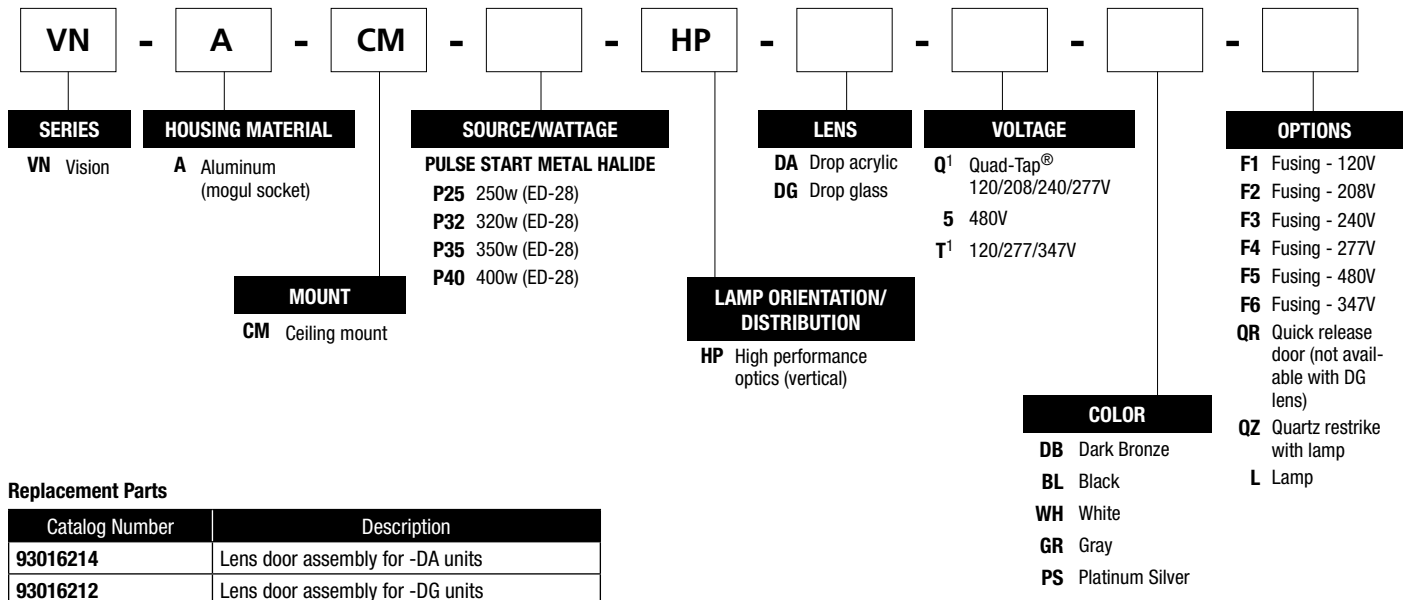 VN - A - CM - - HP - - - -
SERIES
VN Vision
HOUSING MATERIAL
A Aluminum
(mogul socket)
MOUNT
CM Ceiling mount
SOURCE/WATTAGE
PULSE START METAL HALIDE
P25 250w (ED-28)
P32 320w (ED-28)
P35 350w (ED-28)
P40 400w (ED-28)
LAMP ORIENTATION/
DISTRIBUTION
HP High performance
optics (vertical)
LENS
DA Drop acrylic
DG Drop glass
VOLTAGE
Q¹ Quad-Tap®
120/208/240/277V
5 480V
T¹ 120/277/347V
COLOR
DB Dark Bronze
BL Black
WH White
GR Gray
PS Platinum Silver
OPTIONS
F1 Fusing - 120V
F2 Fusing - 208V
F3 Fusing - 240V
F4 Fusing - 277V
F5 Fusing - 480V
F6 Fusing - 347V
QR Quick release
door (not avail-
able with DG
lens)
QZ Quartz restrike
with lamp
L Lamp
Replacement Parts
Catalog Number Description
93016214 Lens door assembly for -DA units
93016212 Lens door assembly for -DG units